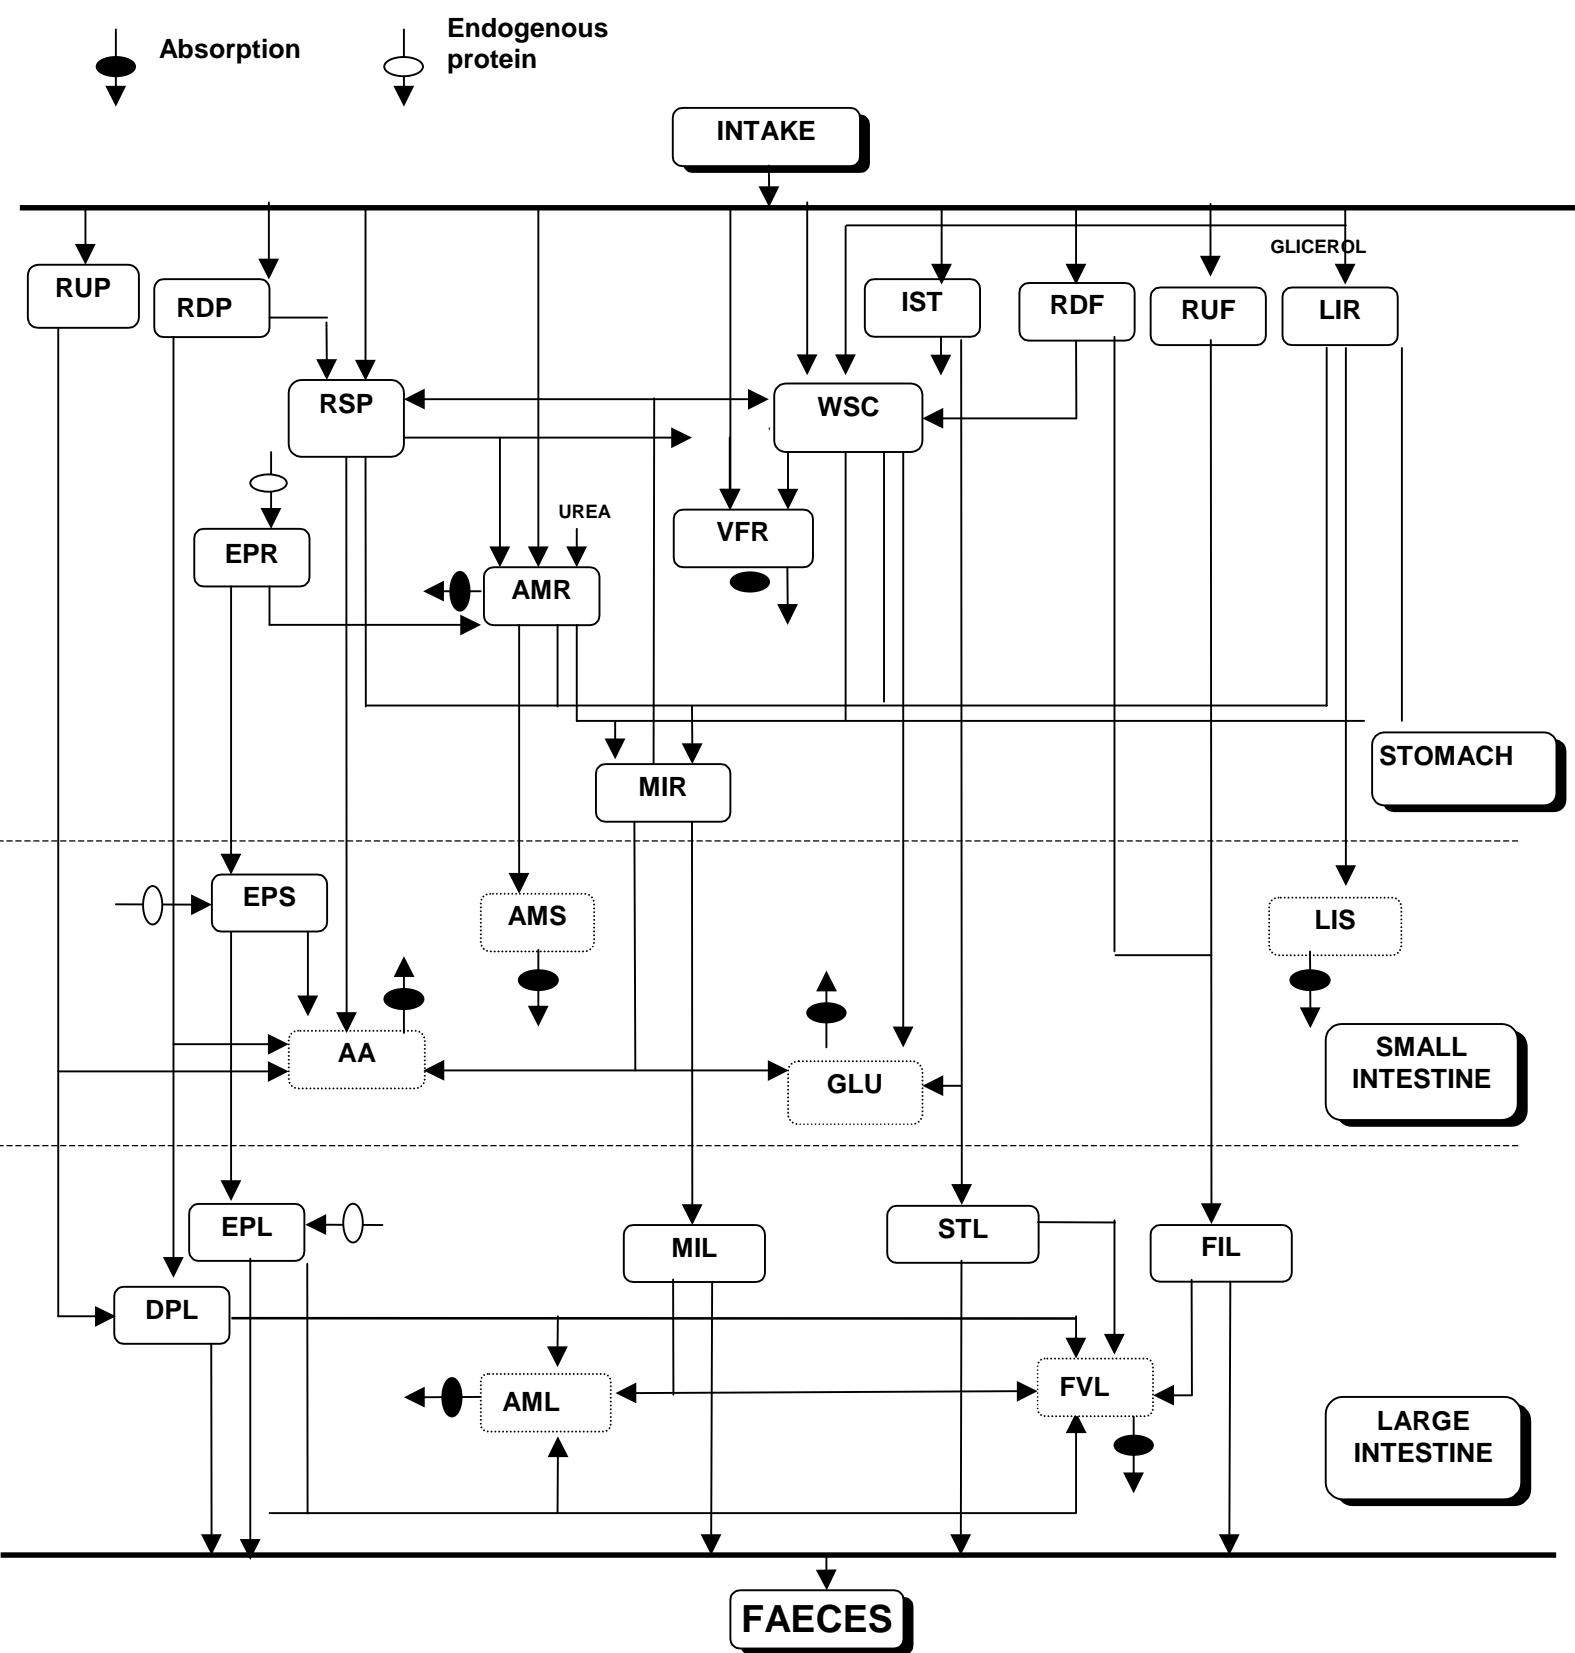 Absorption
Endogenous
protein
INTAKE
GLICEROL
RUP
RDP
IST
RDF
RUF
LIR
RSP
WSC
UREA
EPR
VFR
AMR
STOMACH
MIR
EPS
AMS
LIS
AA
GLU
SMALL
INTESTINE
EPL
MIL
STL
FIL
DPL
AML
FVL
LARGE
INTESTINE
FAECES